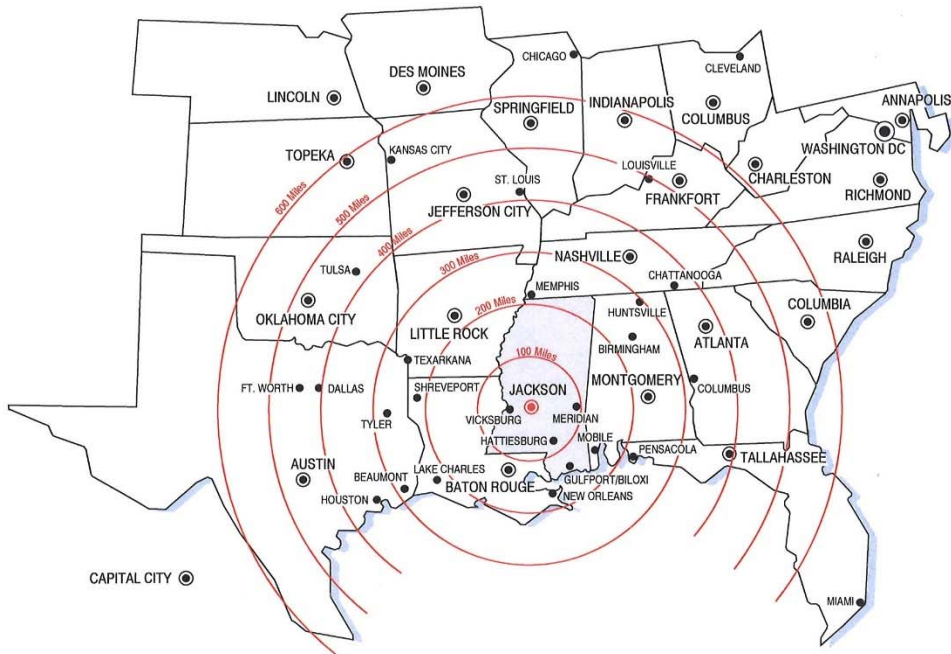 CHICAGO
CLEVELAND
DES MOINES
LINCOLN
SPRINGFIELD
INDIANAPOLIS
COLUMBUS
ANNAPOLIS
WASHINGTON DC
TOPEKA
KANSAS CITY
ST. LOUIS
LOUISVILLE
CHARLESTON
600 Miles
500 Miles
JEFFERSON CITY
FRANKFORT
RICHMOND
400 Miles
RALEIGH
300 Miles
NASHVILLE
TULSA
CHATTANOOGA
MEMPHIS
OKLAHOMA CITY
200 Miles
HUNTSVILLE
COLUMBIA
LITTLE ROCK
ATLANTA
BIRMINGHAM
100 Miles
TEXARKANA
FT. WORTH
DALLAS
SHREVEPORT
JACKSON
MONTGOMERY
COLUMBUS
TYLER
VICKSBURG
MERIDIAN
HATTIESBURG
MOBILE
PENSACOLA
TALLAHASSEE
AUSTIN
BEAUMONT
LAKE CHARLES
BATON ROUGE
GULFPORT/BILOXI
HOUSTON
NEW ORLEANS
CAPITAL CITY
MIAMI